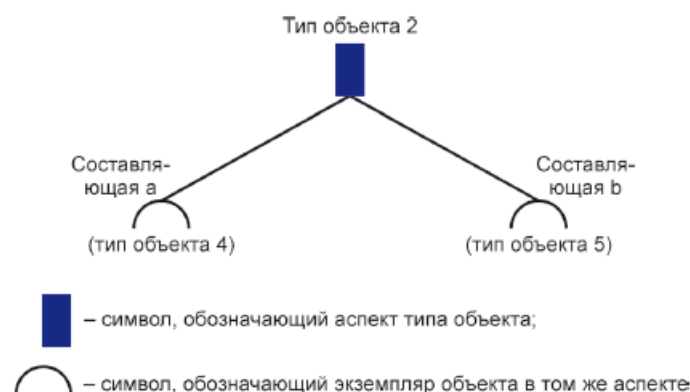 Тип объекта 2
Составля-
ющая a
Составля-
ющая b
(тип объекта 4)
(тип объекта 5)
– символ, обозначающий аспект типа объекта;
– символ, обозначающий экземпляр объекта в том же аспекте